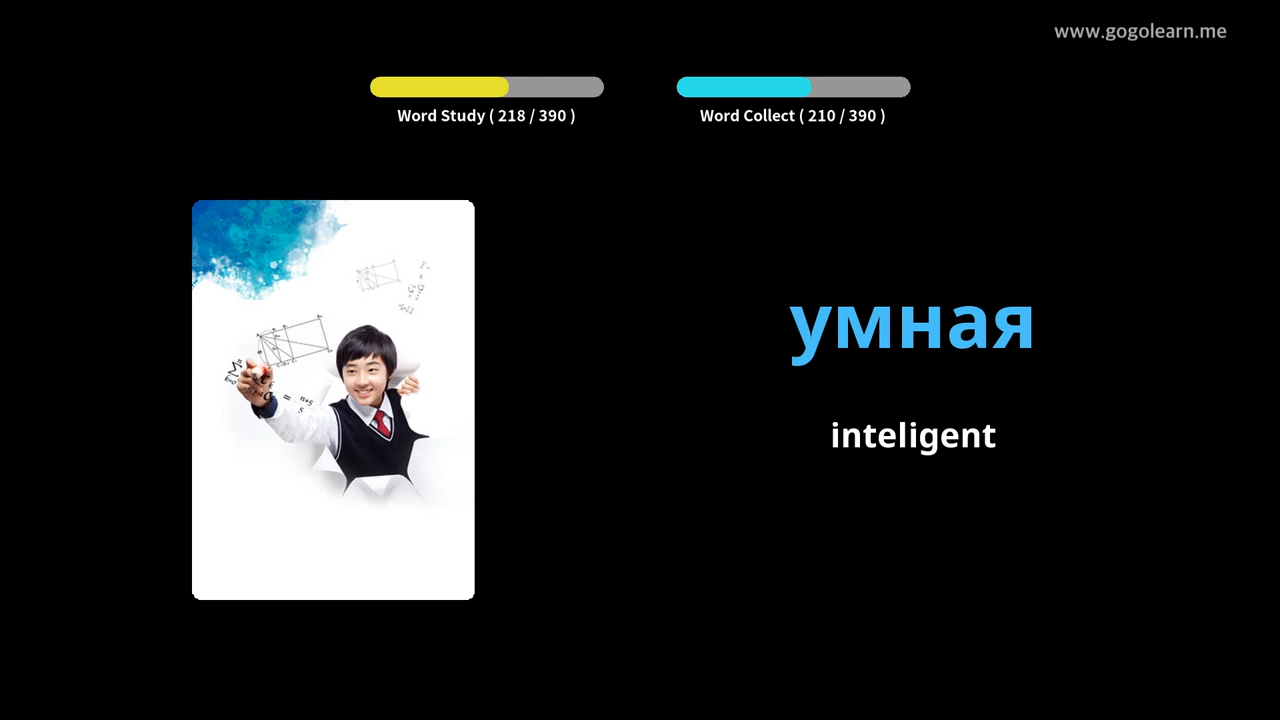 www.gogolearn.me
Word Study ( 218 / 390 )
Word Collect ( 210 / 390 )
умная
inteligent